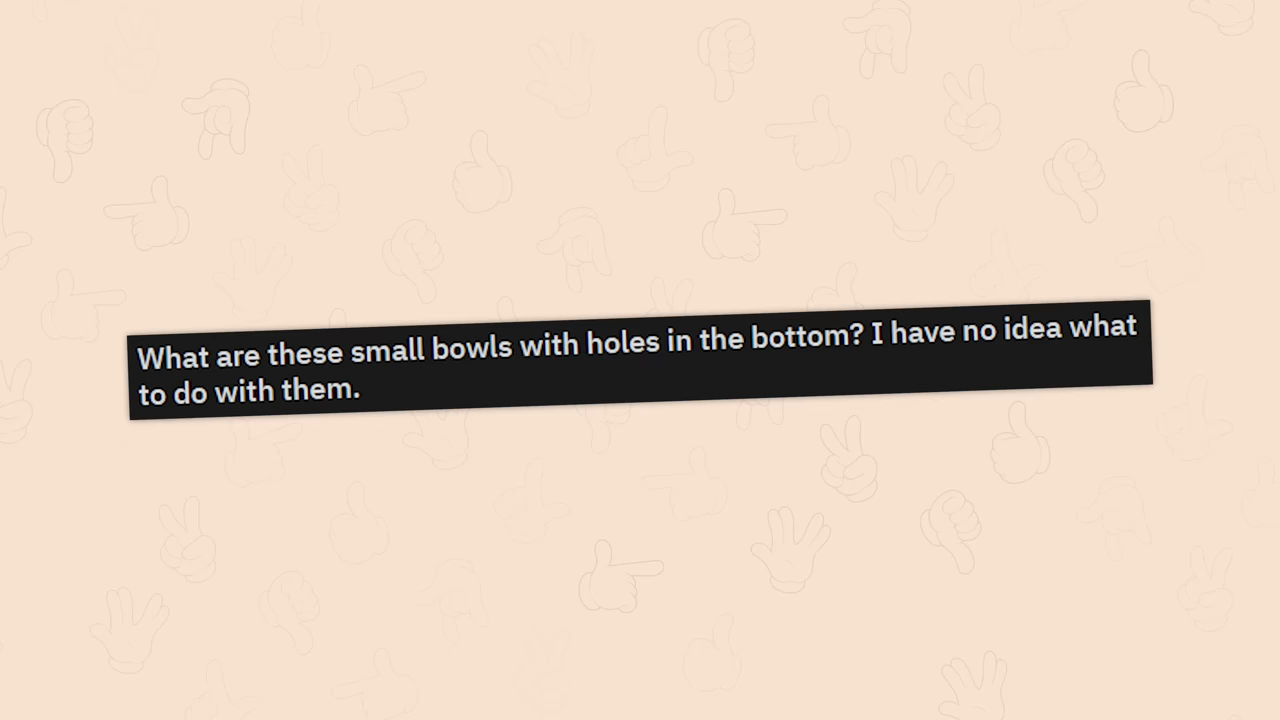 What are these small bowls with holes in the bottom? I have no idea what
to do with them.